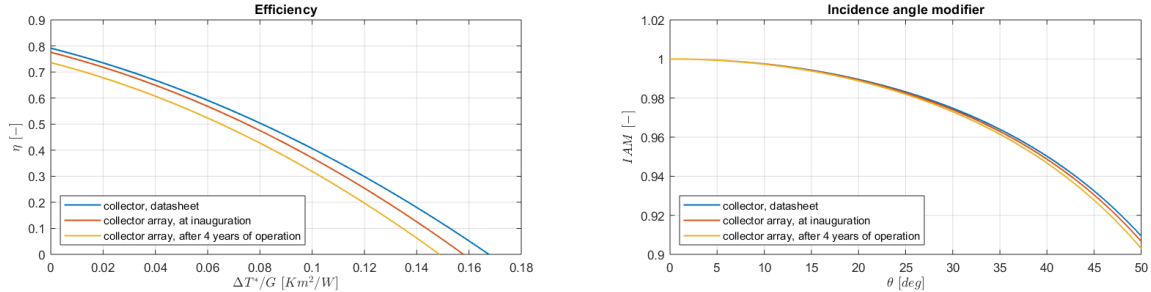 Efficiency
0.9
0.8
0.7
0.6
0.5
0.4
0.3
0.2
0.1
0
η [−]
collector, datasheet
collector array, at inauguration
collector array, after 4 years of operation
0 0.02 0.04 0.06 0.08 0.1 0.12 0.14 0.16 0.18
ΔT*/G [Km²/W]
Incidence angle modifier
1.02
1
0.98
0.96
0.94
0.92
0.9
IAM [−]
collector, datasheet
collector array, at inauguration
collector array, after 4 years of operation
0 5 10 15 20 25 30 35 40 45 50
θ [deg]